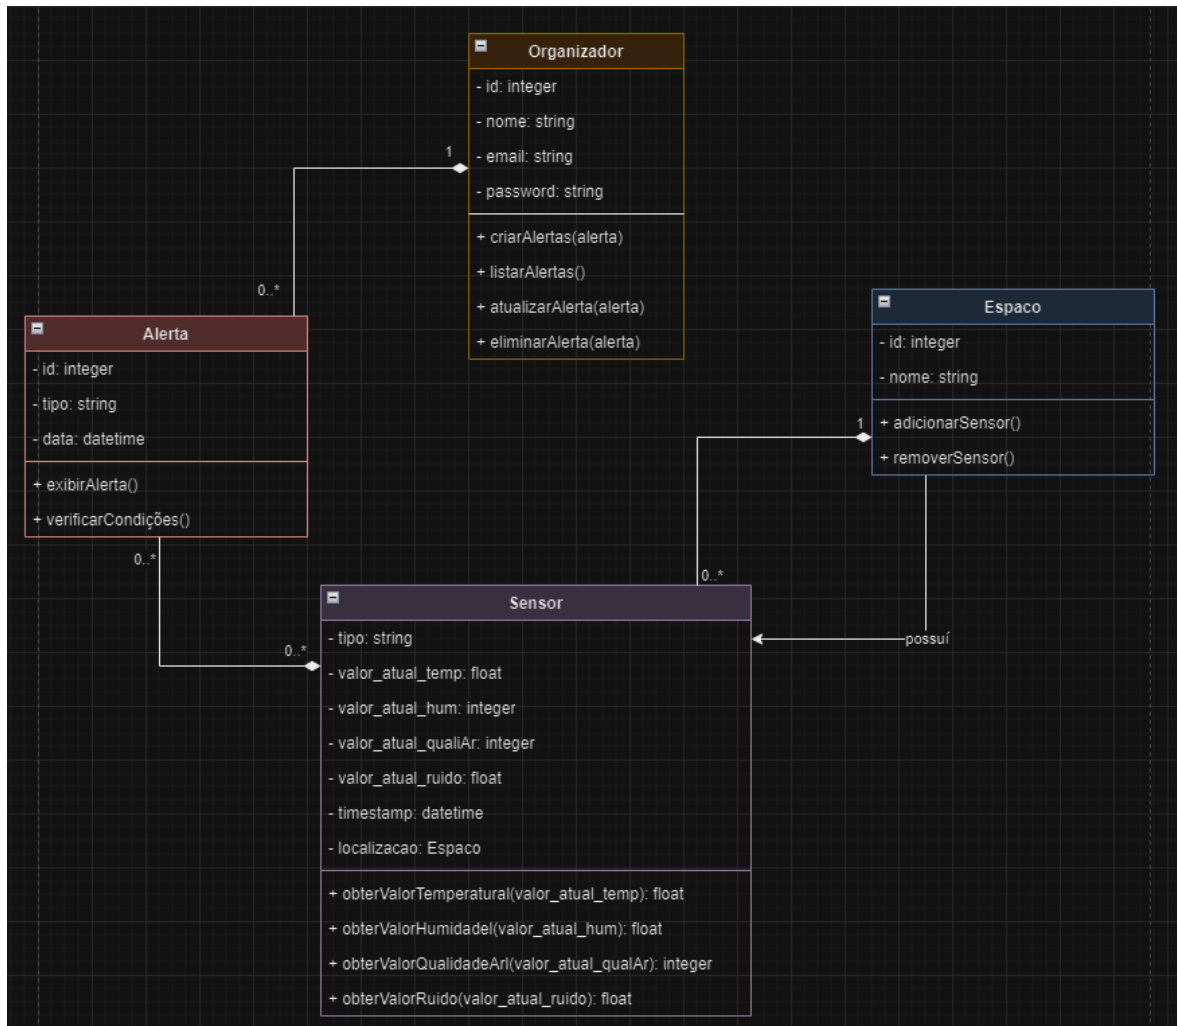 Organizador
- id: integer
- nome: string
- email: string
- password: string
+ criarAlertas(alerta)
+ listarAlertas()
+ atualizarAlerta(alerta)
+ eliminarAlerta(alerta)
1
0..*
Alerta
- id: integer
- tipo: string
- data: datetime
+ exibirAlerta()
+ verificarCondições()
0..*
0..*
Espaco
- id: integer
- nome: string
+ adicionarSensor()
+ removerSensor()
1
0..*
possuí
Sensor
- tipo: string
- valor_atual_temp: float
- valor_atual_hum: integer
- valor_atual_qualiAr: integer
- valor_atual_ruido: float
- timestamp: datetime
- localizacao: Espaco
+ obterValorTemperatural(valor_atual_temp): float
+ obterValorHumidadel(valor_atual_hum): float
+ obterValorQualidadeArl(valor_atual_qualAr): integer
+ obterValorRuido(valor_atual_ruido): float